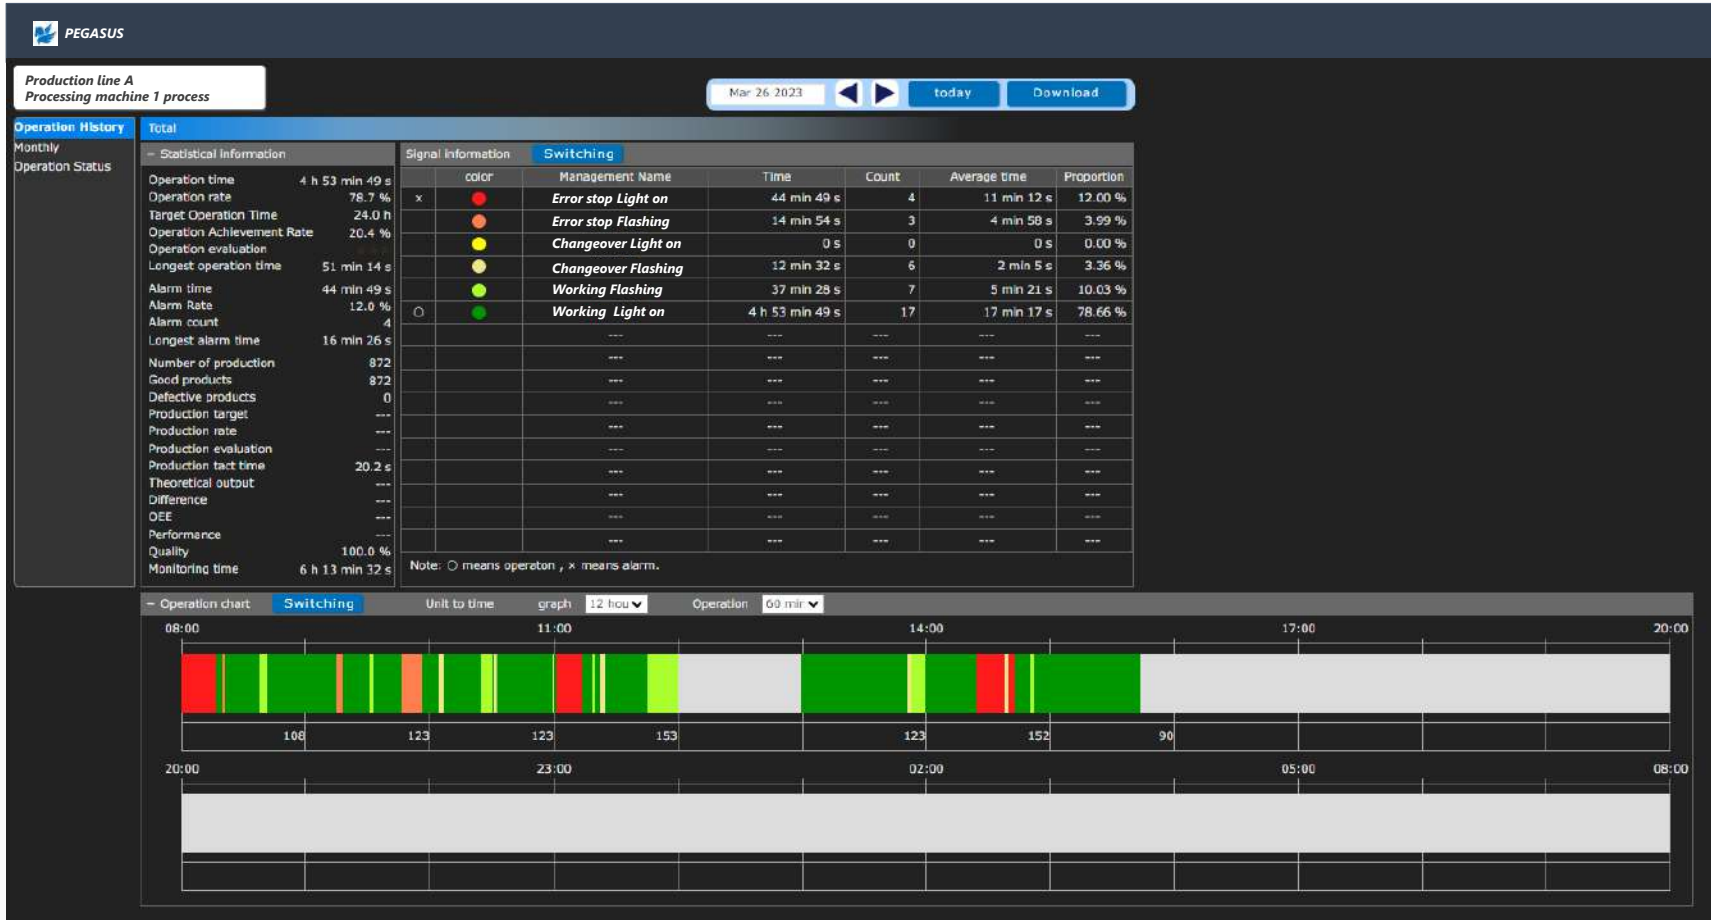 PEGASUS
Production line A
Processing machine 1 process
Mar 26 2023 today Download
Operation History
Monthly
Operation Status
Total
− Statistical information
Operation time 4 h 53 min 49 s
Operation rate 78.7 %
Target Operation Time 24.0 h
Operation Achievement Rate 20.4 %
Operation evaluation
Longest operation time 51 min 14 s
Alarm time 44 min 49 s
Alarm Rate 12.0 %
Alarm count 4
Longest alarm time 16 min 26 s
Number of production 872
Good products 872
Defective products 0
Production target ---
Production rate ---
Production evaluation ---
Production tact time 20.2 s
Theoretical output ---
Difference ---
OEE ---
Performance ---
Quality 100.0 %
Monitoring time 6 h 13 min 32 s
Signal information Switching
color Management Name Time Count Average time Proportion
× Error stop Light on 44 min 49 s 4 11 min 12 s 12.00 %
Error stop Flashing 14 min 54 s 3 4 min 58 s 3.99 %
Changeover Light on 0 s 0 0 s 0.00 %
Changeover Flashing 12 min 32 s 6 2 min 5 s 3.36 %
Working Flashing 37 min 28 s 7 5 min 21 s 10.03 %
○ Working Light on 4 h 53 min 49 s 17 17 min 17 s 78.66 %
--- --- --- --- ---
--- --- --- --- ---
--- --- --- --- ---
--- --- --- --- ---
--- --- --- --- ---
--- --- --- --- ---
--- --- --- --- ---
--- --- --- --- ---
--- --- --- --- ---
--- --- --- --- ---
Note: ○ means operaton , × means alarm.
− Operation chart Switching Unit to time graph 12 hou Operation 60 min
08:00 11:00 14:00 17:00 20:00
108 123 123 153 123 152 90
20:00 23:00 02:00 05:00 08:00